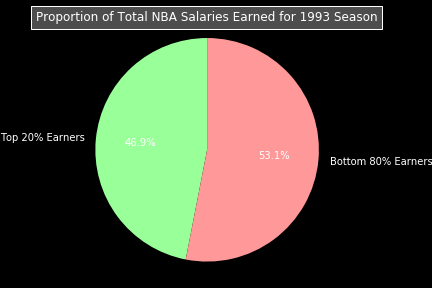 Proportion of Total NBA Salaries Earned for 1993 Season
Top 20% Earners
46.9%
53.1%
Bottom 80% Earners